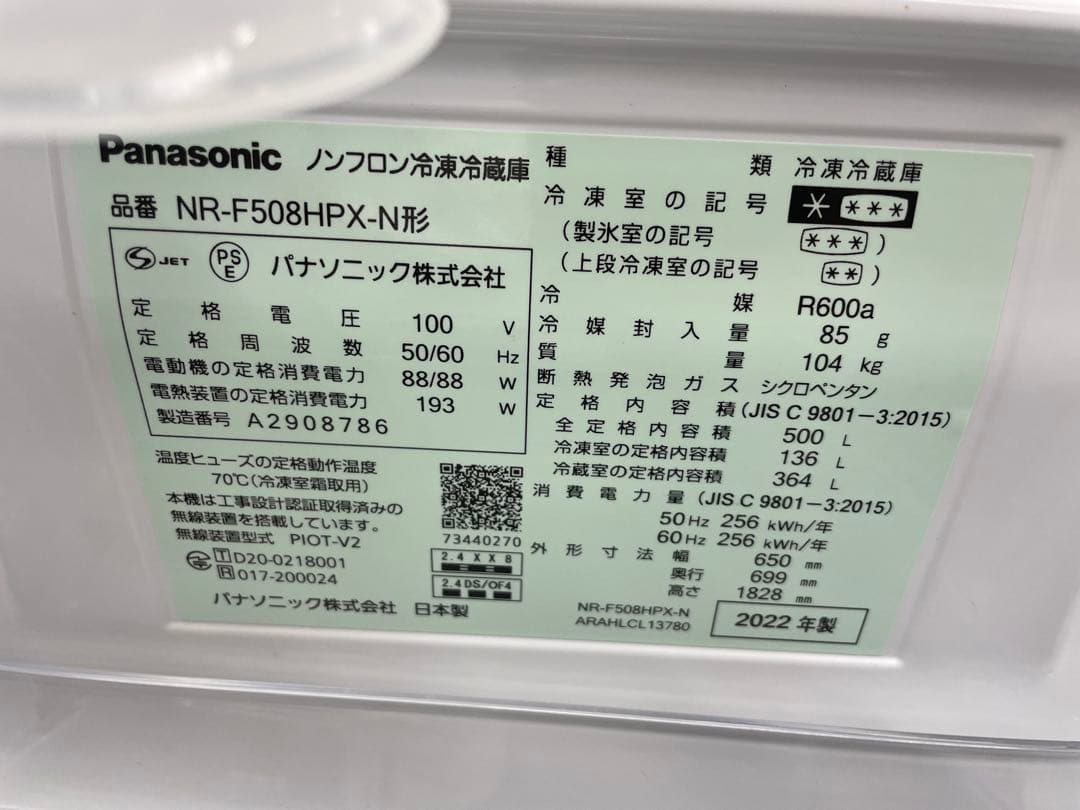 Panasonic ノンフロン冷凍冷蔵庫
品番 NR-F508HPX-N形
S JET PS E パナソニック株式会社
定格電圧 100 V
定格周波数 50/60 Hz
電動機の定格消費電力 88/88 W
電熱装置の定格消費電力 193 W
製造番号 A2908786
温度ヒューズの定格動作温度
70℃(冷凍室霜取用)
本機は工事設計認証取得済みの
無線装置を搭載しています。
無線装置型式 PIOT-V2
T D20-0218001
R 017-200024
パナソニック株式会社 日本製
73440270
2.4 X X 8
2.4 DS/OF4
種類 冷凍冷蔵庫
冷凍室の記号 * ***
(製氷室の記号 *** )
(上段冷凍室の記号 ** )
冷媒 R600a
冷媒封入量 85 g
質量 104 kg
断熱発泡ガス シクロペンタン
定格内容積 (JIS C 9801-3:2015)
全定格内容積 500 L
冷凍室の定格内容積 136 L
冷蔵室の定格内容積 364 L
消費電力量 (JIS C 9801-3:2015)
50Hz 256 kWh/年
60Hz 256 kWh/年
外形寸法 幅 650 mm
奥行 699 mm
高さ 1828 mm
NR-F508HPX-N
ARAHLCL13780
2022年製